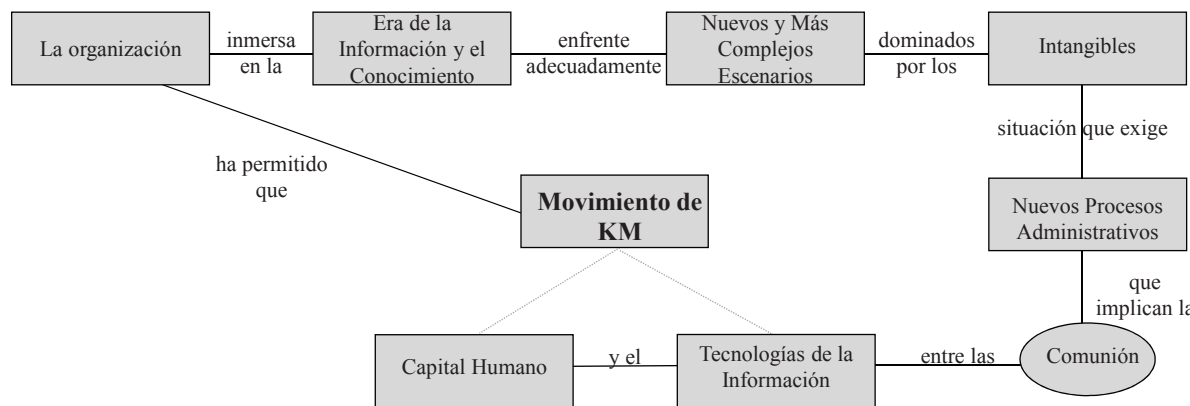 La organización
inmersa
en la
Era de la
Información y el
Conocimiento
enfrente
adecuadamente
Nuevos y Más
Complejos
Escenarios
dominados
por los
Intangibles
situación que exige
ha permitido
que
Movimiento de
KM
Nuevos Procesos
Administrativos
que
implican la
Capital Humano
y el
Tecnologías de la
Información
entre las
Comunión